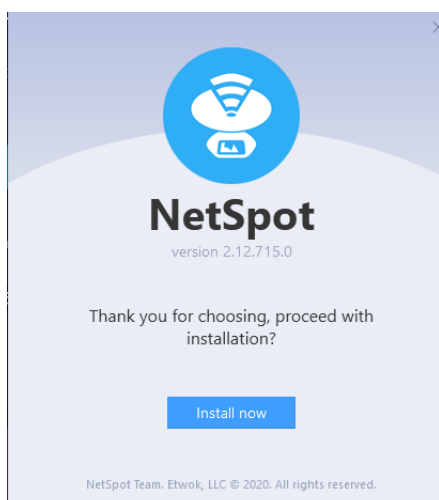 NetSpot
version 2.12.715.0
Thank you for choosing, proceed with
installation?
Install now
NetSpot Team. Etwok, LLC © 2020. All rights reserved.